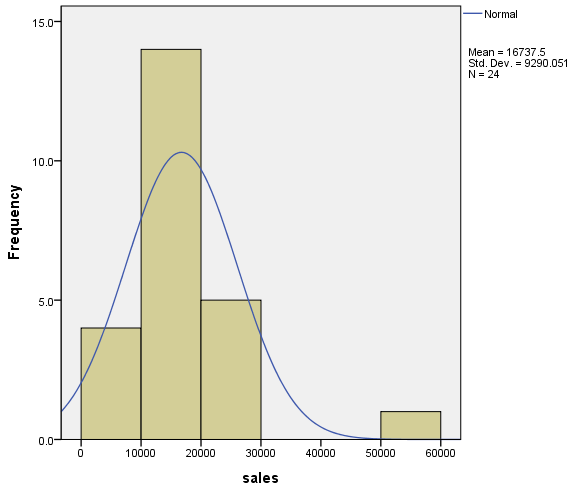 Normal
Mean = 16737.5
Std. Dev. = 9290.051
N = 24
15.0
10.0
5.0
0.0
Frequency
0 10000 20000 30000 40000 50000 60000
sales